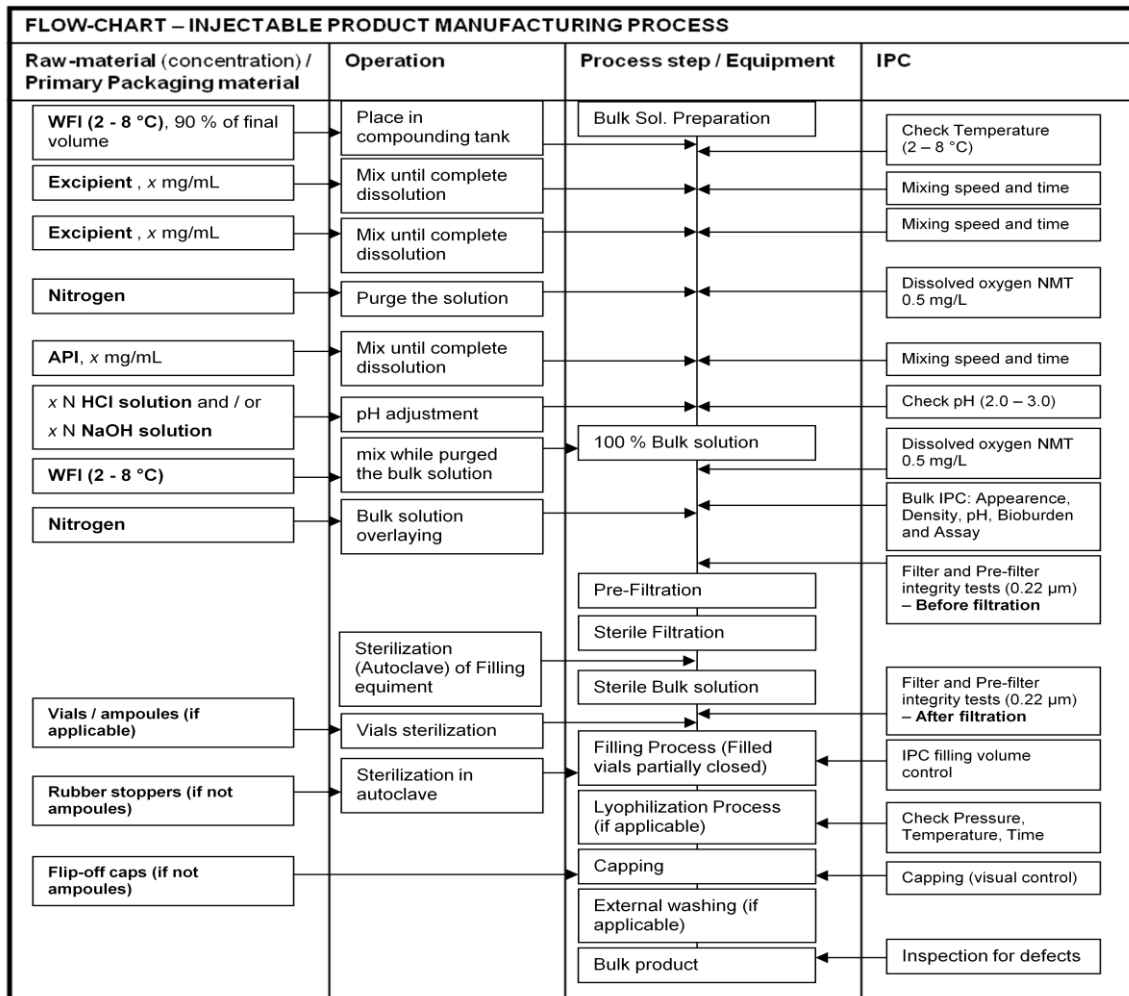 FLOW-CHART – INJECTABLE PRODUCT MANUFACTURING PROCESS
Raw-material (concentration) /
Primary Packaging material
Operation
Process step / Equipment
IPC
WFI (2 - 8 °C), 90 % of final
volume
Place in
compounding tank
Bulk Sol. Preparation
Check Temperature
(2 – 8 °C)
Excipient , x mg/mL
Mix until complete
dissolution
Mixing speed and time
Excipient , x mg/mL
Mix until complete
dissolution
Mixing speed and time
Nitrogen
Purge the solution
Dissolved oxygen NMT
0.5 mg/L
API, x mg/mL
Mix until complete
dissolution
Mixing speed and time
x N HCl solution and / or
x N NaOH solution
pH adjustment
Check pH (2.0 – 3.0)
WFI (2 - 8 °C)
mix while purged
the bulk solution
100 % Bulk solution
Dissolved oxygen NMT
0.5 mg/L
Nitrogen
Bulk solution
overlaying
Bulk IPC: Appearence,
Density, pH, Bioburden
and Assay
Pre-Filtration
Filter and Pre-filter
integrity tests (0.22 µm)
– Before filtration
Sterile Filtration
Sterilization
(Autoclave) of Filling
equiment
Sterile Bulk solution
Filter and Pre-filter
integrity tests (0.22 µm)
– After filtration
Vials / ampoules (if
applicable)
Vials sterilization
Filling Process (Filled
vials partially closed)
IPC filling volume
control
Rubber stoppers (if not
ampoules)
Sterilization in
autoclave
Lyophilization Process
(if applicable)
Check Pressure,
Temperature, Time
Flip-off caps (if not
ampoules)
Capping
Capping (visual control)
External washing (if
applicable)
Bulk product
Inspection for defects